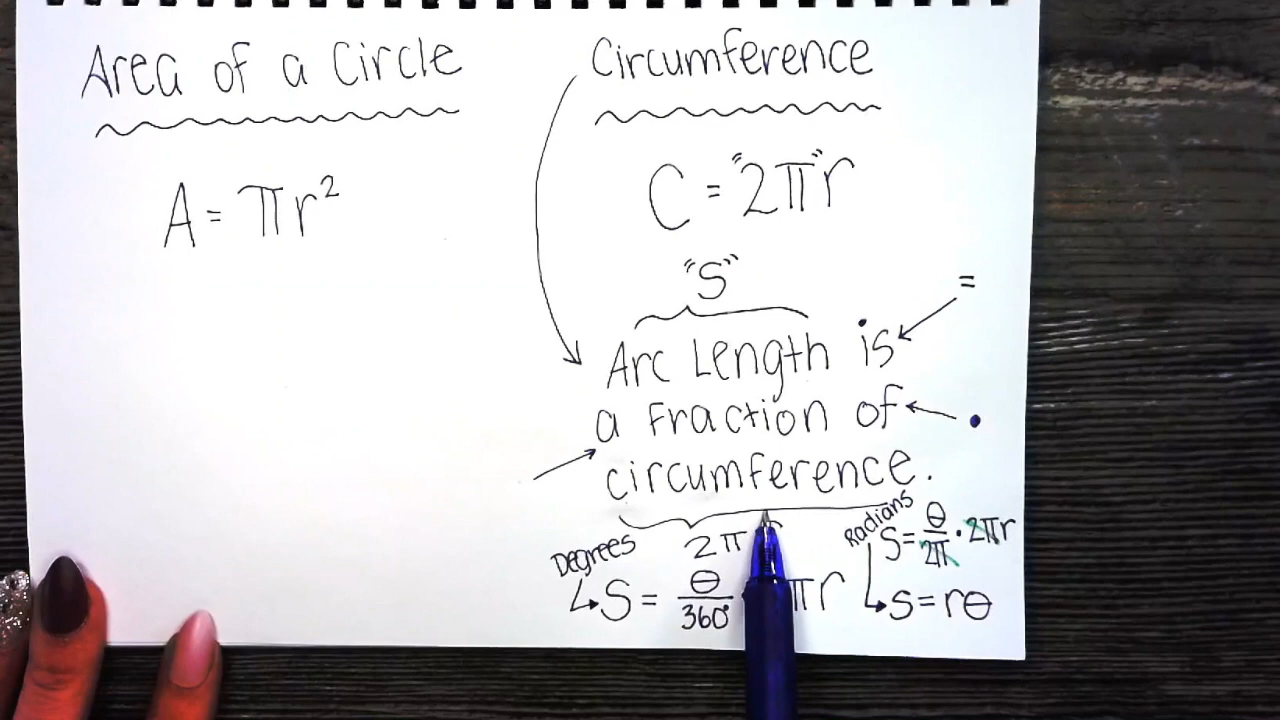 Area of a Circle
A = πr²
Circumference
C = "2π"r
"S"
=
Arc Length is
a fraction of
circumference.
2π
Degrees
S = θ/360° πr
Radians
S = θ/2π · 2πr
S = rθ